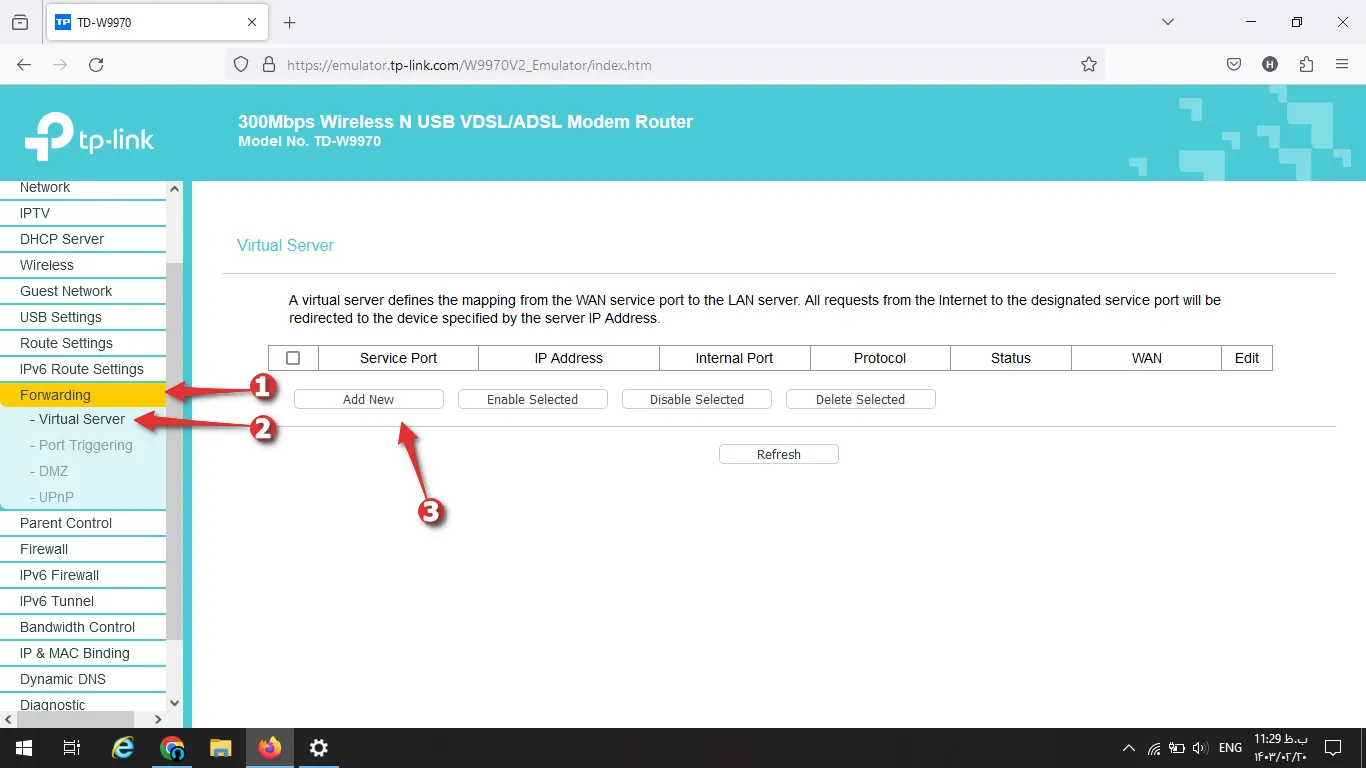 TD-W9970
https://emulator.tp-link.com/W9970V2_Emulator/index.htm
H
tp-link
300Mbps Wireless N USB VDSL/ADSL Modem Router
Model No. TD-W9970
Network
IPTV
DHCP Server
Wireless
Guest Network
USB Settings
Route Settings
IPv6 Route Settings
Forwarding
- Virtual Server
- Port Triggering
- DMZ
- UPnP
Parent Control
Firewall
IPv6 Firewall
IPv6 Tunnel
Bandwidth Control
IP & MAC Binding
Dynamic DNS
Diagnostic
1
2
3
Virtual Server
A virtual server defines the mapping from the WAN service port to the LAN server. All requests from the Internet to the designated service port will be
redirected to the device specified by the server IP Address.
Service Port IP Address Internal Port Protocol Status WAN Edit
Add New Enable Selected Disable Selected Delete Selected
Refresh
ENG
11:29 ب.ظ
۱۴۰۳/۰۲/۲۰